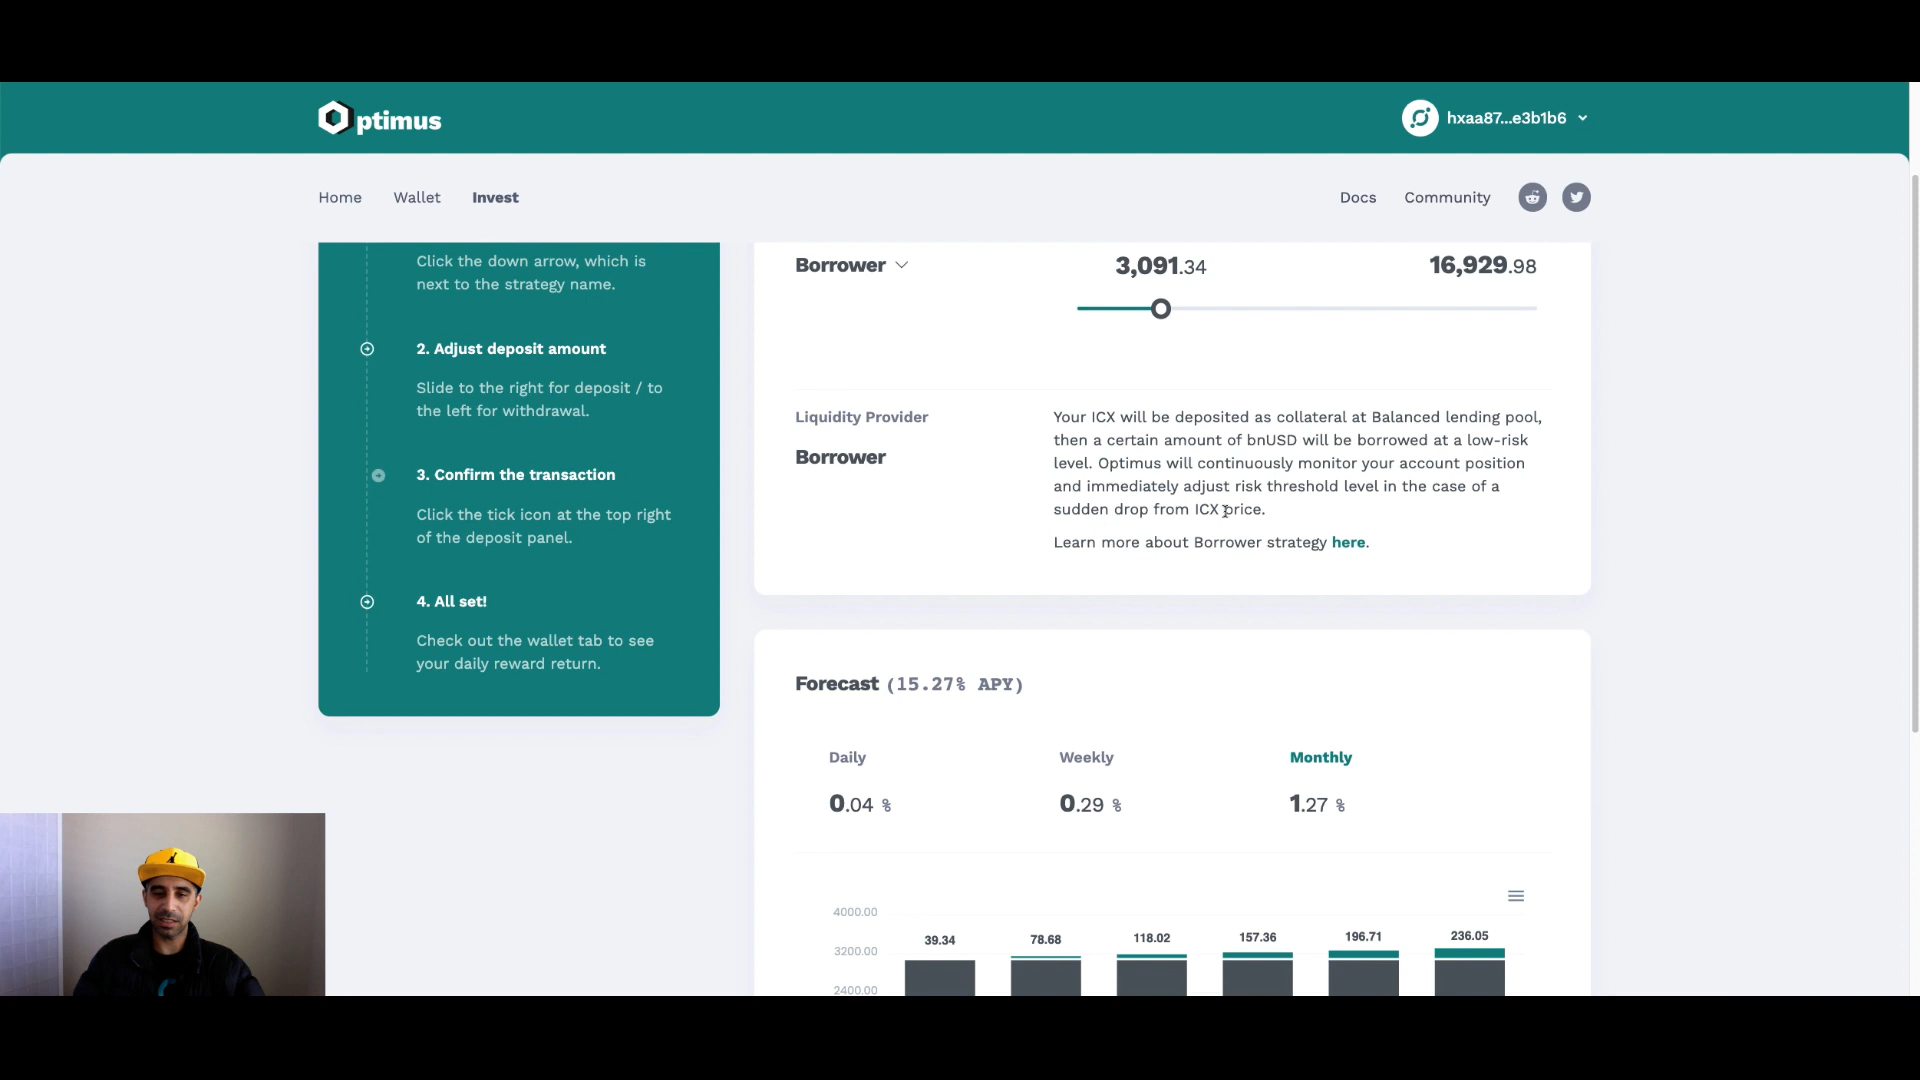 Optimus
hxaa87...e3b1b6
Home Wallet Invest
Docs Community
Click the down arrow, which is
next to the strategy name.
2. Adjust deposit amount
Slide to the right for deposit / to
the left for withdrawal.
3. Confirm the transaction
Click the tick icon at the top right
of the deposit panel.
4. All set!
Check out the wallet tab to see
your daily reward return.
Borrower
3,091.34
16,929.98
Liquidity Provider
Borrower
Your ICX will be deposited as collateral at Balanced lending pool,
then a certain amount of bnUSD will be borrowed at a low-risk
level. Optimus will continuously monitor your account position
and immediately adjust risk threshold level in the case of a
sudden drop from ICX price.
Learn more about Borrower strategy here.
Forecast (15.27% APY)
Daily Weekly Monthly
0.04 % 0.29 % 1.27 %
4000.00
39.34 78.68 118.02 157.36 196.71 236.05
3200.00
2400.00